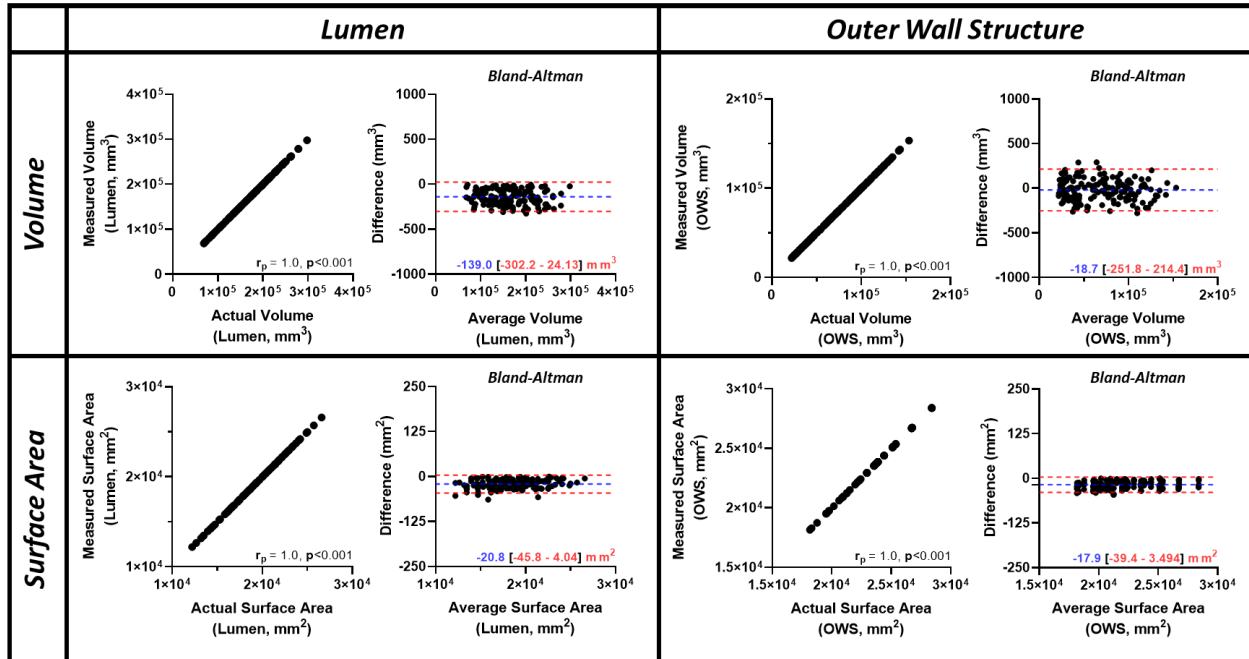 Lumen
Outer Wall Structure
Volume
Bland-Altman
4×10⁵
3×10⁵
2×10⁵
1×10⁵
0
Measured Volume
(Lumen, mm³)
r_p = 1.0, p<0.001
0 1×10⁵ 2×10⁵ 3×10⁵ 4×10⁵
Actual Volume
(Lumen, mm³)
1000
500
0
-500
-1000
Difference (mm³)
-139.0 [-302.2 - 24.13] mm³
0 1×10⁵ 2×10⁵ 3×10⁵ 4×10⁵
Average Volume
(Lumen, mm³)
Bland-Altman
2×10⁵
1×10⁵
0
Measured Volume
(OWS, mm³)
r_p = 1.0, p<0.001
0 1×10⁵ 2×10⁵
Actual Volume
(OWS, mm³)
1000
500
0
-500
-1000
Difference (mm³)
-18.7 [-251.8 - 214.4] mm³
0 1×10⁵ 2×10⁵
Average Volume
(OWS, mm³)
Surface Area
Bland-Altman
3×10⁴
2×10⁴
1×10⁴
Measured Surface Area
(Lumen, mm²)
r_p = 1.0, p<0.001
1×10⁴ 2×10⁴ 3×10⁴
Actual Surface Area
(Lumen, mm²)
250
125
0
-125
-250
Difference (mm²)
-20.8 [-45.8 - 4.04] mm²
1×10⁴ 2×10⁴ 3×10⁴
Average Surface Area
(Lumen, mm²)
Bland-Altman
3×10⁴
2.5×10⁴
2×10⁴
1.5×10⁴
Measured Surface Area
(OWS, mm²)
r_p = 1.0, p<0.001
1.5×10⁴ 2×10⁴ 2.5×10⁴ 3×10⁴
Actual Surface Area
(OWS, mm²)
250
125
0
-125
-250
Difference (mm²)
-17.9 [-39.4 - 3.494] mm²
1.5×10⁴ 2×10⁴ 2.5×10⁴ 3×10⁴
Average Surface Area
(OWS, mm²)